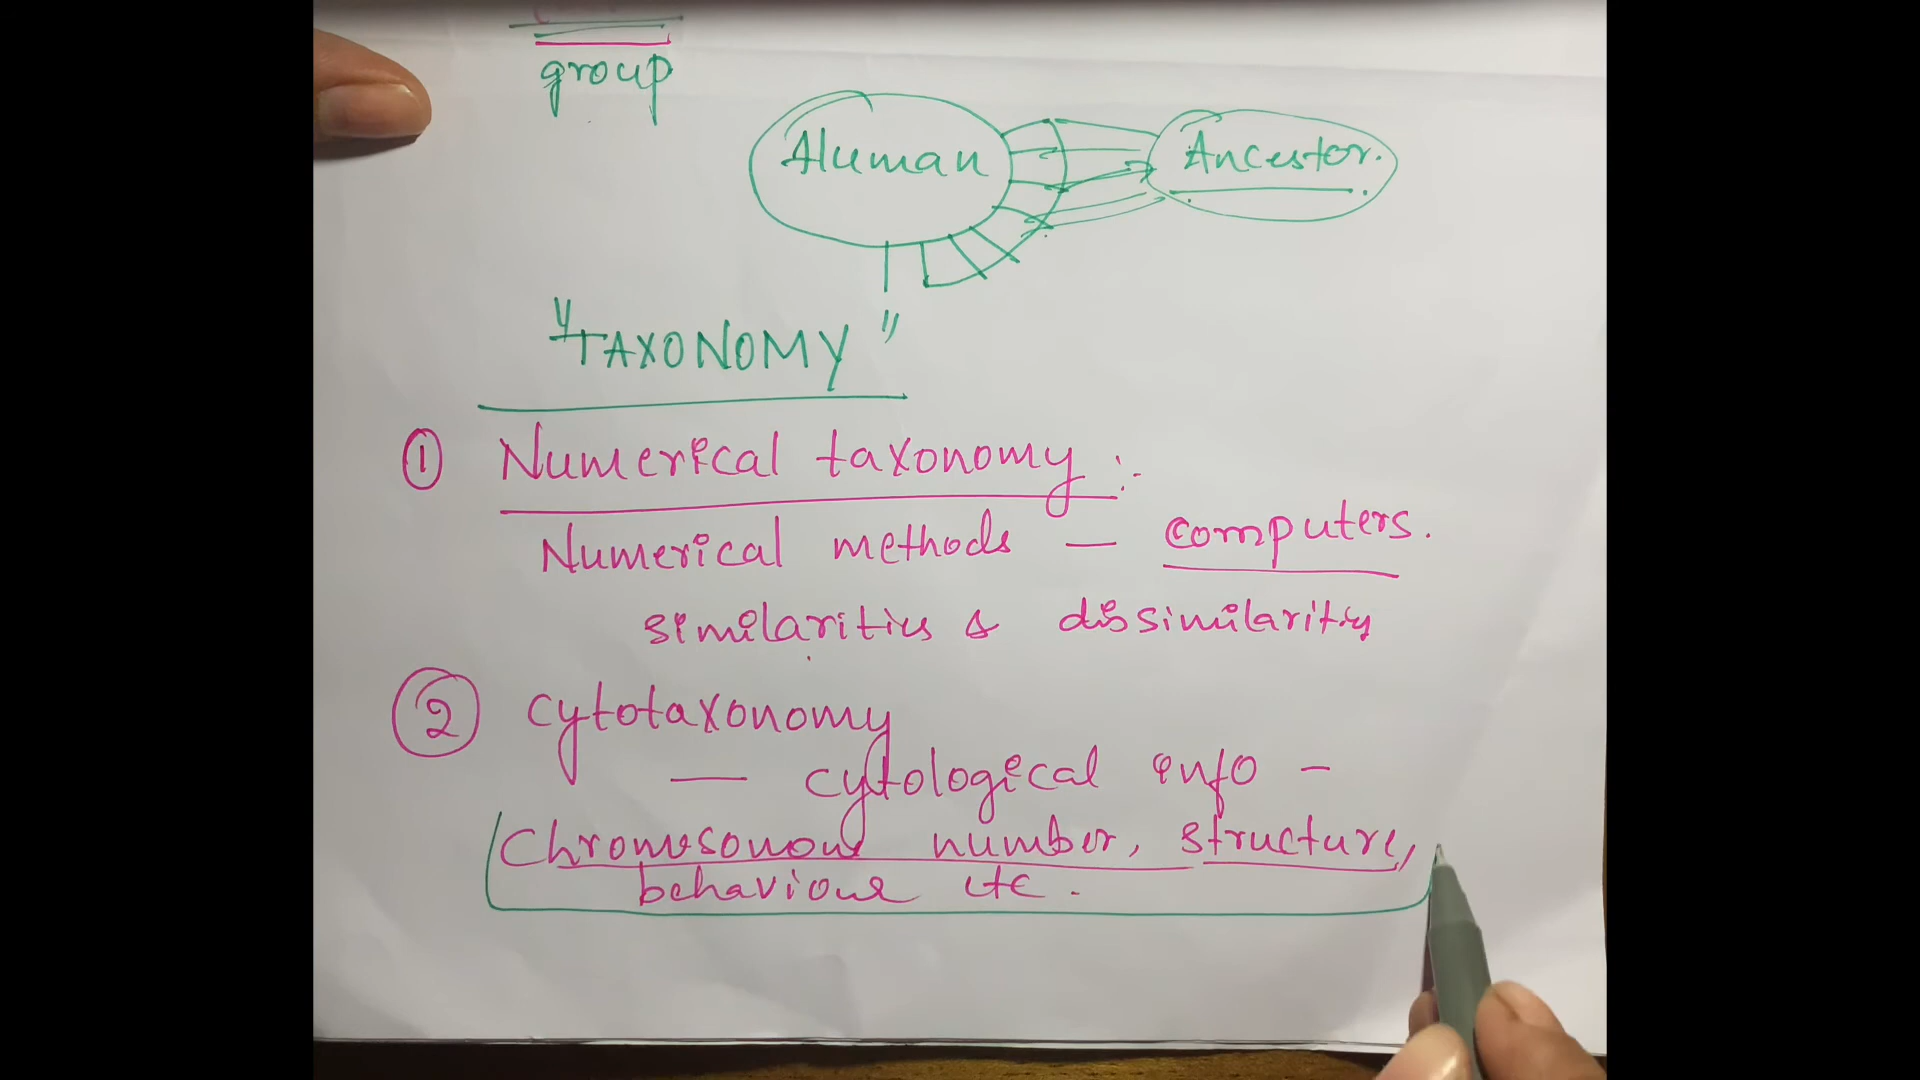 group
Human
Ancestor.
"TAXONOMY"
① Numerical taxonomy :-
Numerical methods — computers.
similarities & dissimilarity
② cytotaxonomy
— cytological info -
Chromosomal number, structure,
behaviour etc.